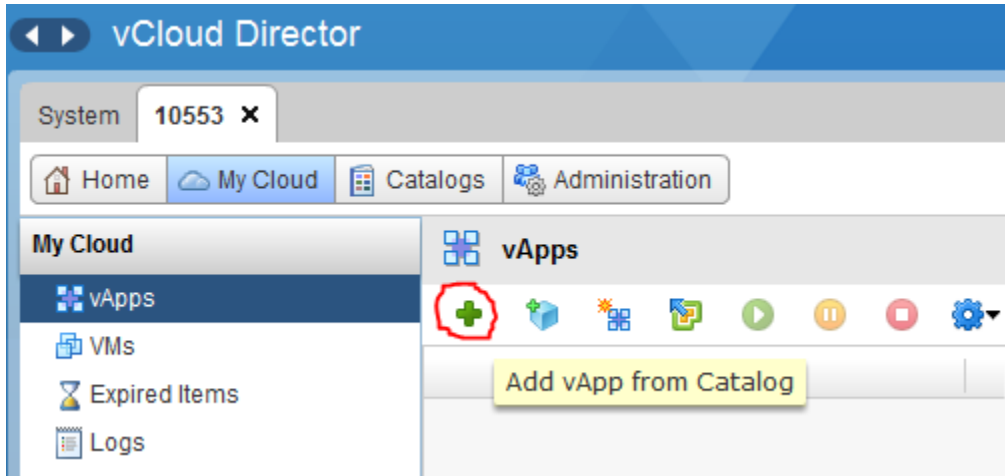 vCloud Director
System 10553 ×
Home My Cloud Catalogs Administration
My Cloud
vApps
VMs
Expired Items
Logs
vApps
Add vApp from Catalog